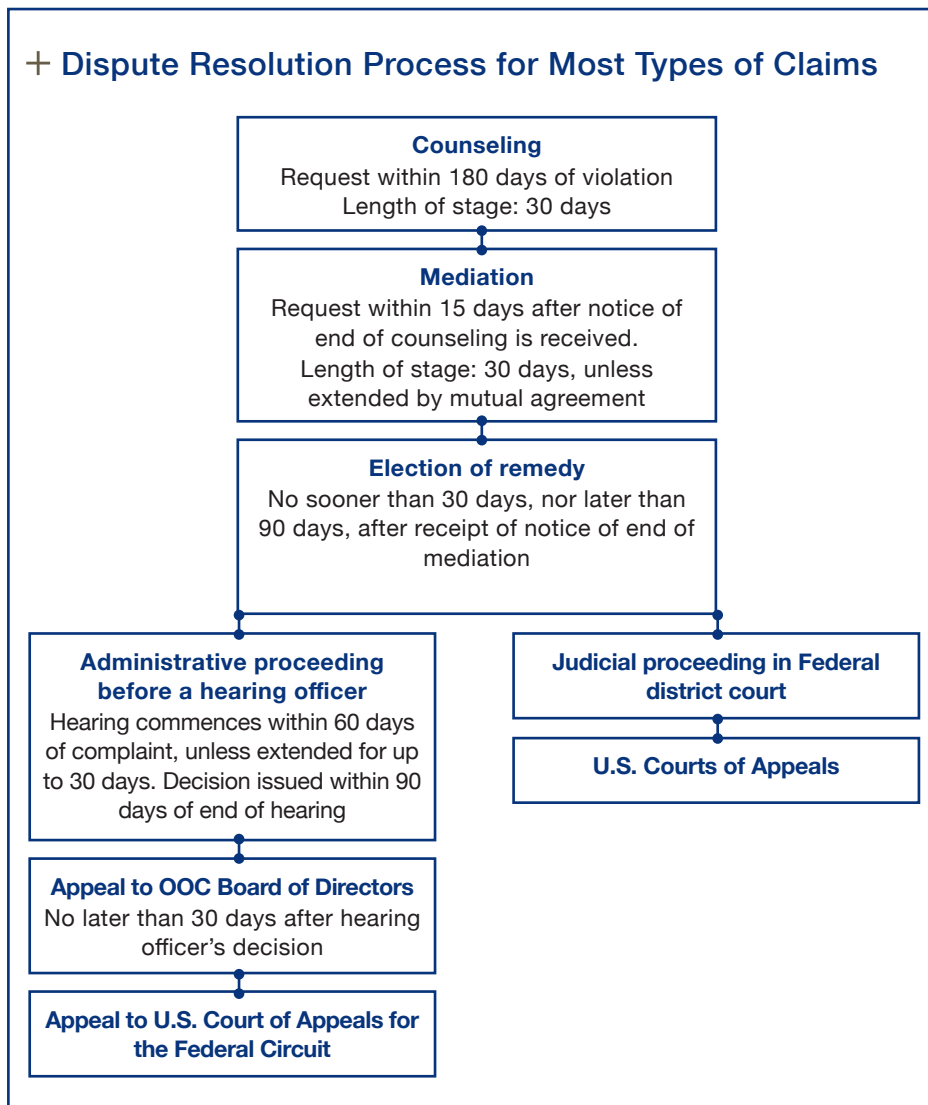 + Dispute Resolution Process for Most Types of Claims
Counseling
Request within 180 days of violation
Length of stage: 30 days
Mediation
Request within 15 days after notice of
end of counseling is received.
Length of stage: 30 days, unless
extended by mutual agreement
Election of remedy
No sooner than 30 days, nor later than
90 days, after receipt of notice of end of
mediation
Administrative proceeding
before a hearing officer
Hearing commences within 60 days
of complaint, unless extended for up
to 30 days. Decision issued within 90
days of end of hearing
Appeal to OOC Board of Directors
No later than 30 days after hearing
officer’s decision
Appeal to U.S. Court of Appeals for
the Federal Circuit
Judicial proceeding in Federal
district court
U.S. Courts of Appeals